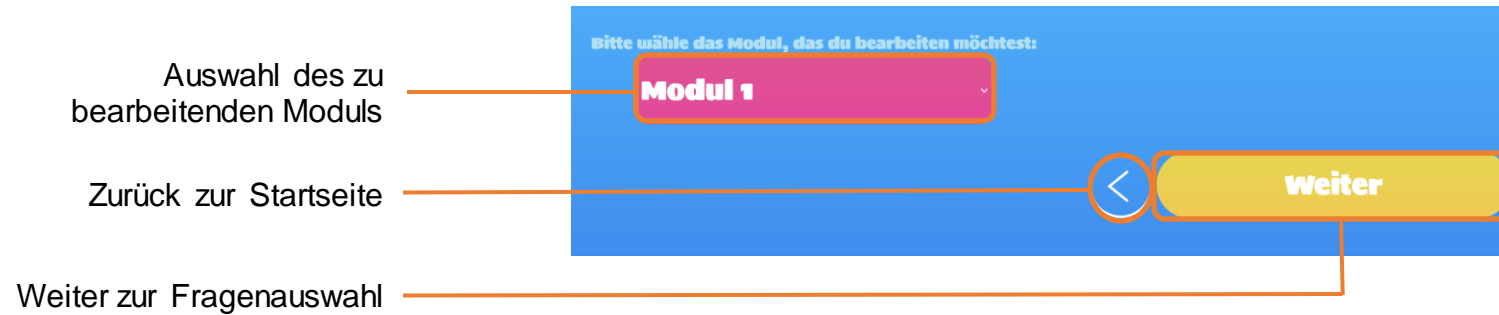 Bitte wähle das Modul, das du bearbeiten möchtest:
Auswahl des zu
bearbeitenden Moduls
Modul 1
Zurück zur Startseite
Weiter
Weiter zur Fragenauswahl